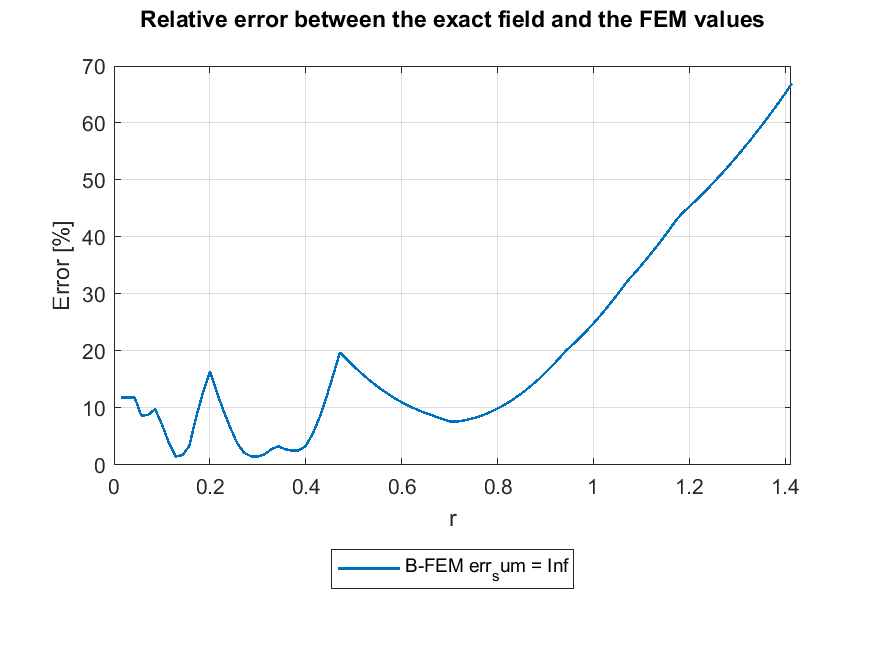 Relative error between the exact field and the FEM values
70
60
50
40
30
20
10
0
Error [%]
0 0.2 0.4 0.6 0.8 1 1.2 1.4
r
B-FEM err_sum = Inf